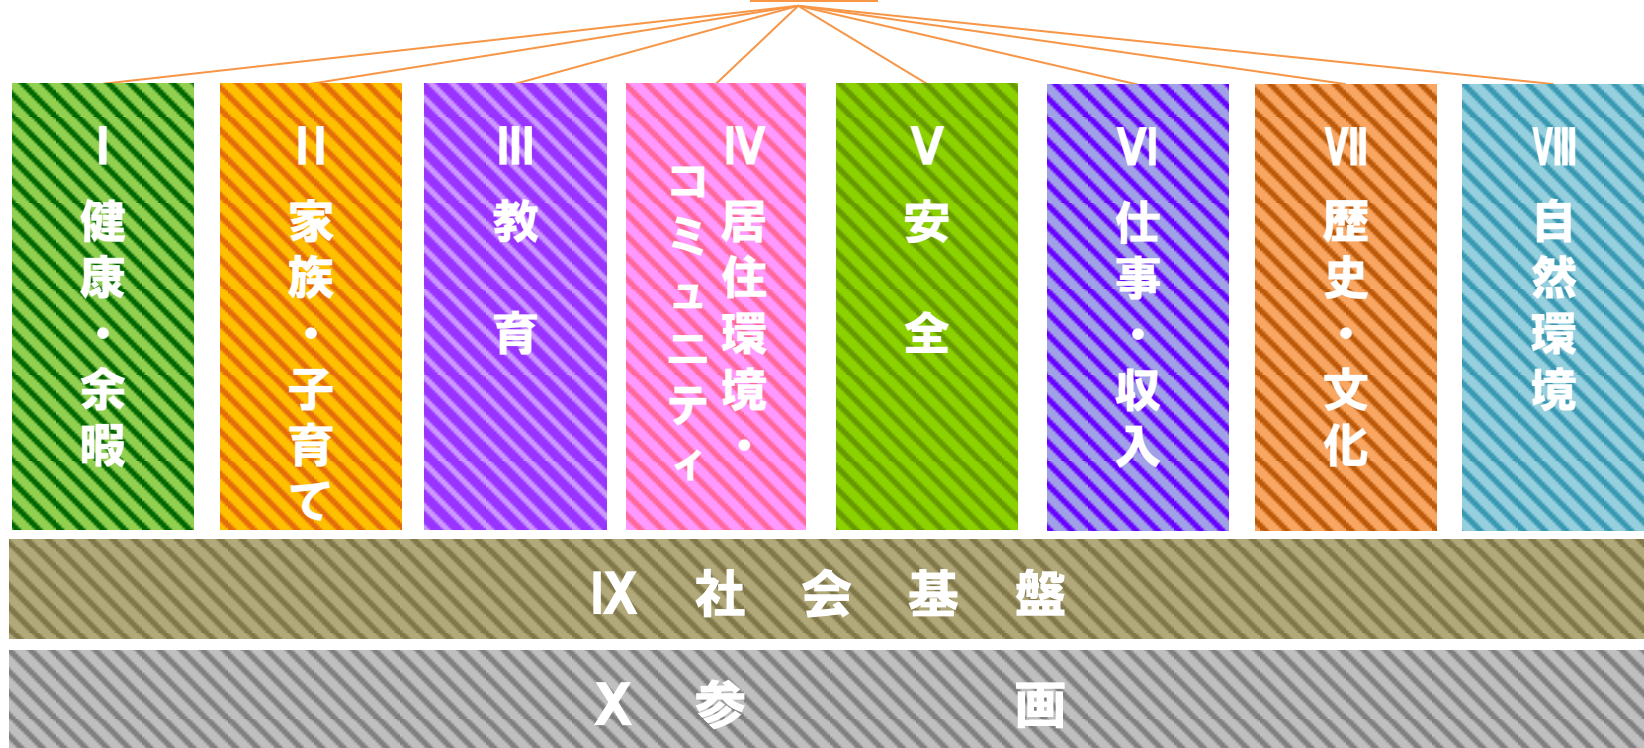 Ⅰ 健康・余暇
Ⅱ 家族・子育て
Ⅲ 教 育
Ⅳ 居住環境・
コミュニティ
Ⅴ 安 全
Ⅵ 仕事・収入
Ⅶ 歴史・文化
Ⅷ 自然環境
Ⅸ 社 会 基 盤
Ⅹ 参 画